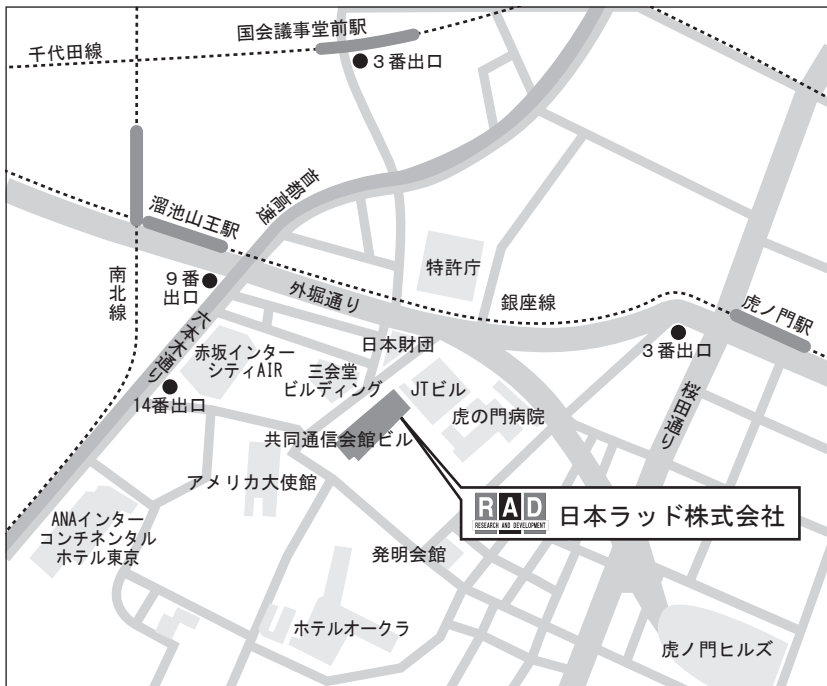 国会議事堂前駅
千代田線
3番出口
首都高速
溜池山王駅
南北線
9番
出口
特許庁
外堀通り
銀座線
虎ノ門駅
六本木通り
日本財団
3番出口
赤坂インター
シティAIR
三会堂
ビルディング
JTビル
14番出口
虎の門病院
桜田通り
共同通信会館ビル
アメリカ大使館
RAD
RESEARCH AND DEVELOPMENT
日本ラッド株式会社
ANAインター
コンチネンタル
ホテル東京
発明会館
ホテルオークラ
虎ノ門ヒルズ